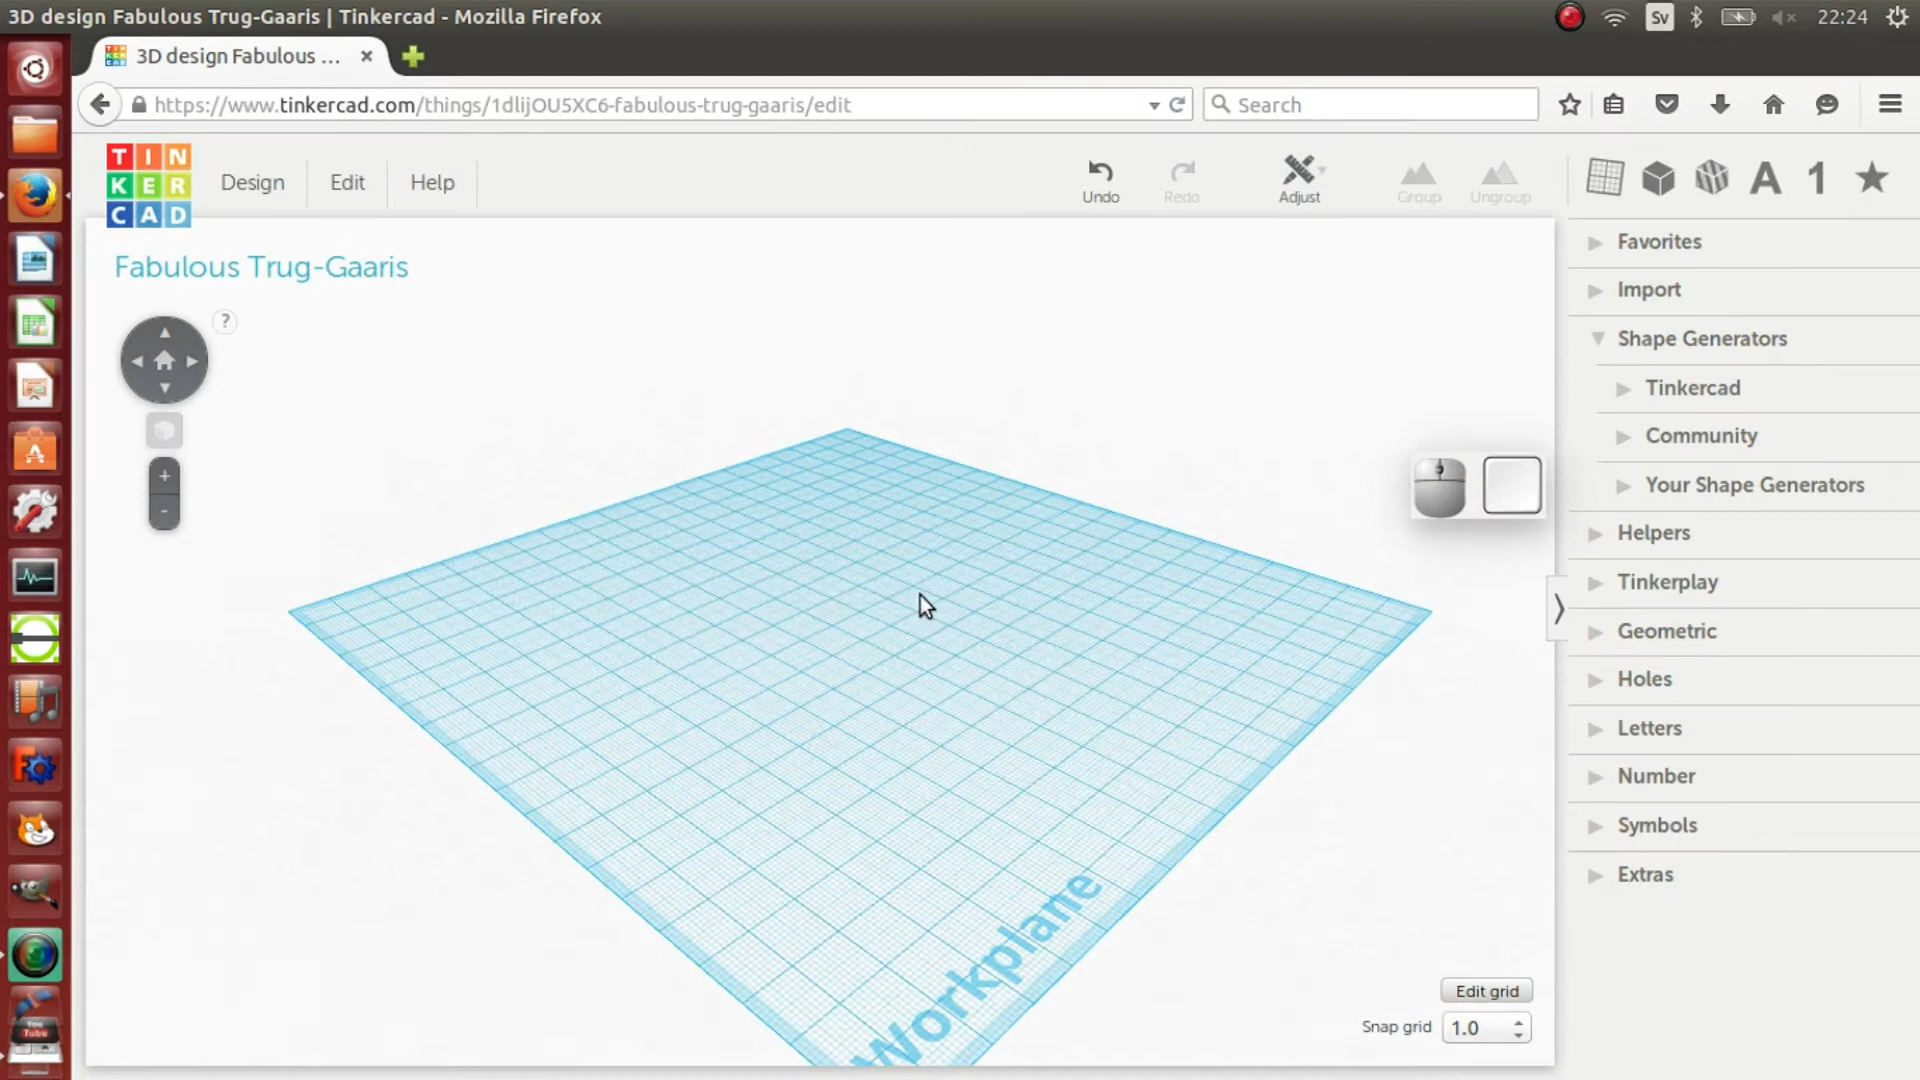 3D design Fabulous Trug-Gaaris | Tinkercad - Mozilla Firefox
Sv
22:24
3D design Fabulous ...
https://www.tinkercad.com/things/1dlijOU5XC6-fabulous-trug-gaaris/edit
Search
TIN
KER
CAD
Design
Edit
Help
Undo
Redo
Adjust
Group
Ungroup
A
1
Fabulous Trug-Gaaris
?
+
-
Favorites
Import
Shape Generators
Tinkercad
Community
Your Shape Generators
Helpers
Tinkerplay
Geometric
Holes
Letters
Number
Symbols
Extras
Workplane
Edit grid
Snap grid
1.0
You
Tube